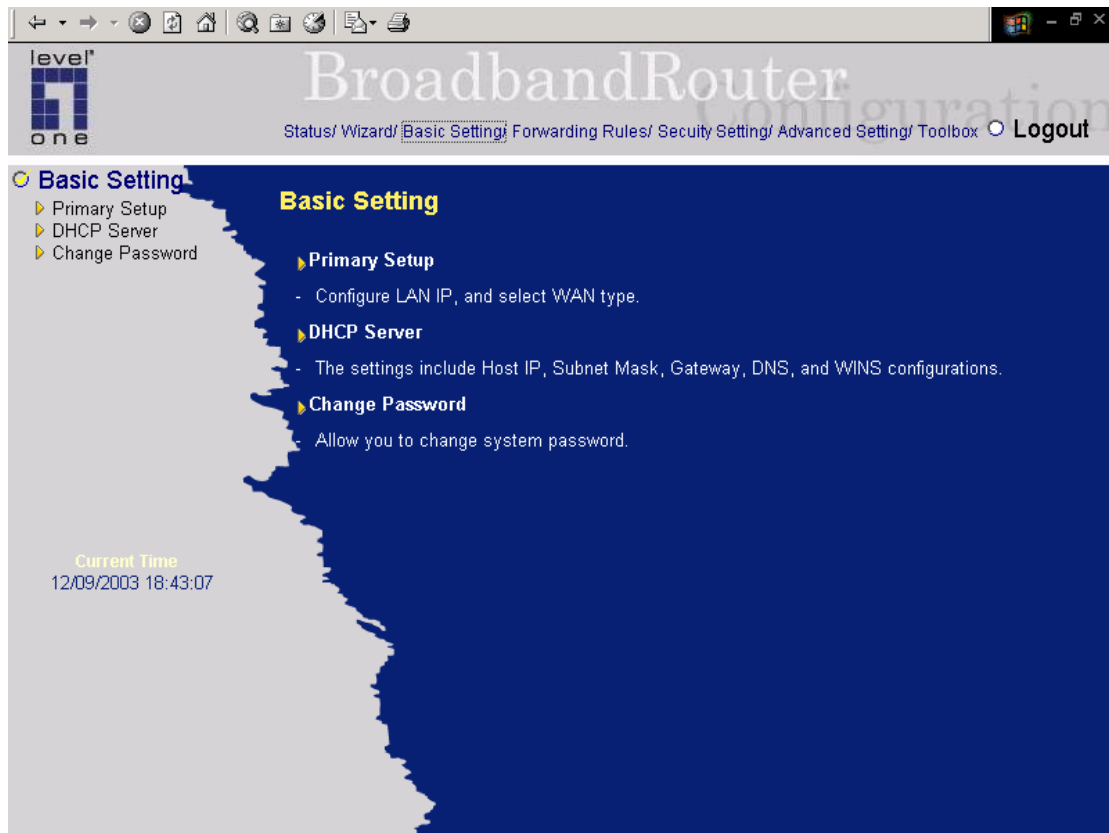 level
one
BroadbandRouter
Configuration
Status/ Wizard/ Basic Setting/ Forwarding Rules/ Secuity Setting/ Advanced Setting/ Toolbox Logout
Basic Setting
Primary Setup
DHCP Server
Change Password
Current Time
12/09/2003 18:43:07
Basic Setting
Primary Setup
- Configure LAN IP, and select WAN type.
DHCP Server
- The settings include Host IP, Subnet Mask, Gateway, DNS, and WINS configurations.
Change Password
- Allow you to change system password.